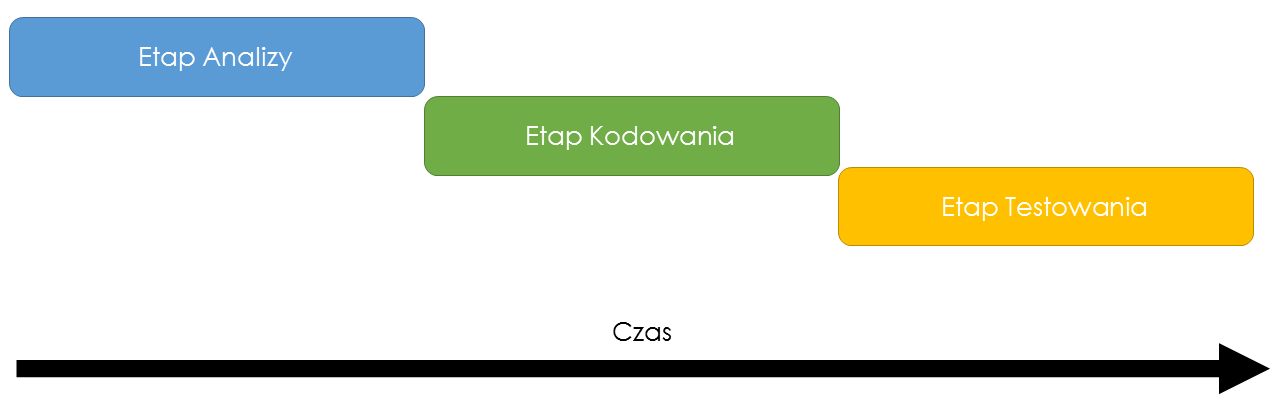 Etap Analizy
Etap Kodowania
Etap Testowania
Czas